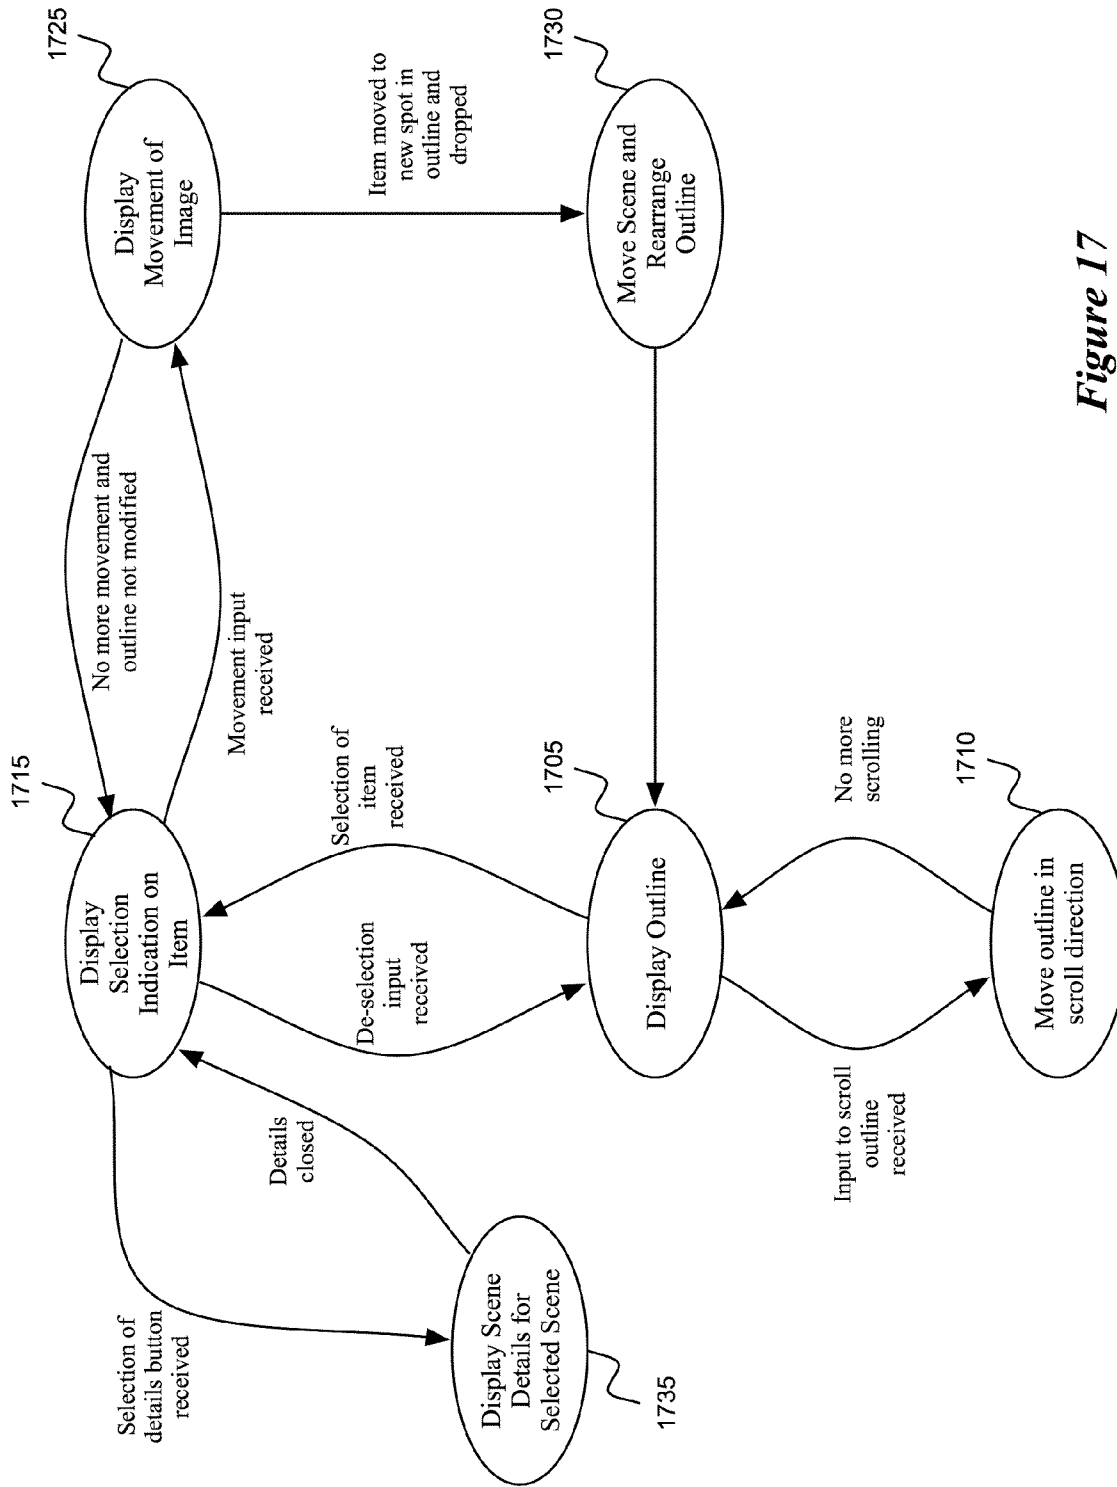 1735
Display Scene
Details for
Selected Scene
Selection of
details button
received
Details
closed
1715
Display
Selection
Indication on
Item
De-selection
input
received
Selection of
item
received
1705
Display Outline
Input to scroll
outline
received
No more
scrolling
1710
Move outline in
scroll direction
No more movement and
outline not modified
Movement input
received
1725
Display
Movement of
Image
Item moved to
new spot in
outline and
dropped
1730
Move Scene and
Rearrange
Outline
Figure 17